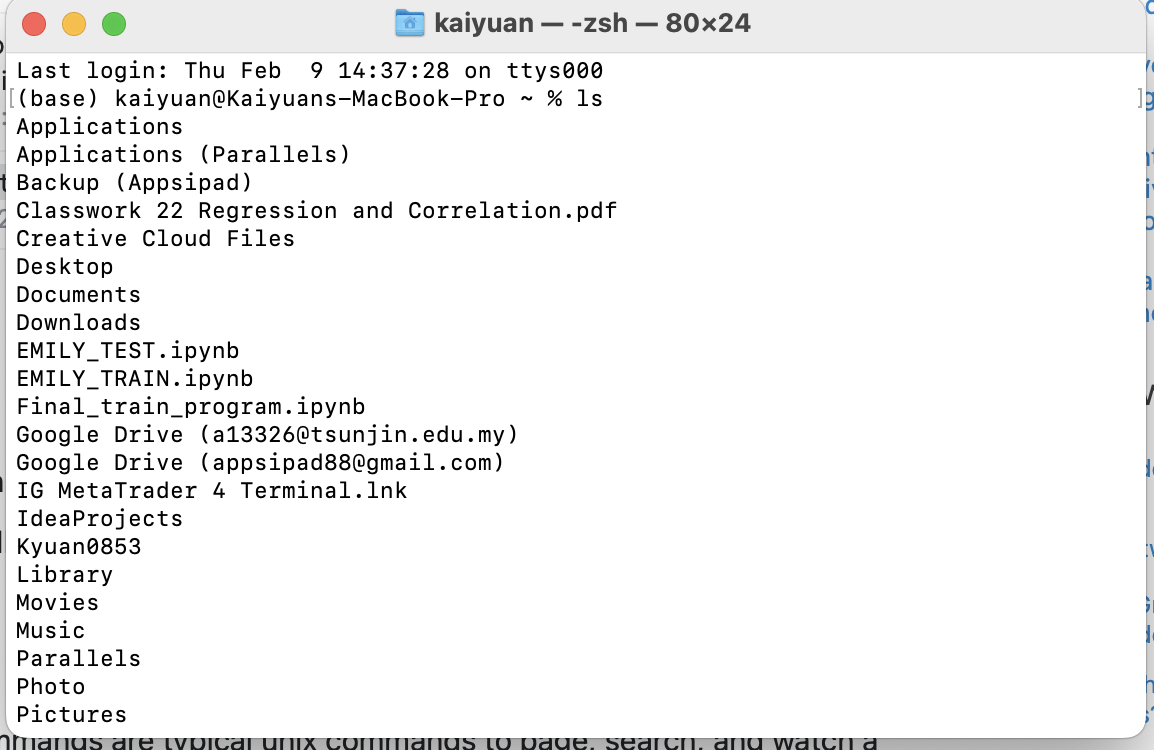 kaiyuan — -zsh — 80×24
Last login: Thu Feb  9 14:37:28 on ttys000
[(base) kaiyuan@Kaiyuans-MacBook-Pro ~ % ls ]
Applications
Applications (Parallels)
Backup (Appsipad)
Classwork 22 Regression and Correlation.pdf
Creative Cloud Files
Desktop
Documents
Downloads
EMILY_TEST.ipynb
EMILY_TRAIN.ipynb
Final_train_program.ipynb
Google Drive (a13326@tsunjin.edu.my)
Google Drive (appsipad88@gmail.com)
IG MetaTrader 4 Terminal.lnk
IdeaProjects
Kyuan0853
Library
Movies
Music
Parallels
Photo
Pictures
are typical unix commands to page, search, and watch a